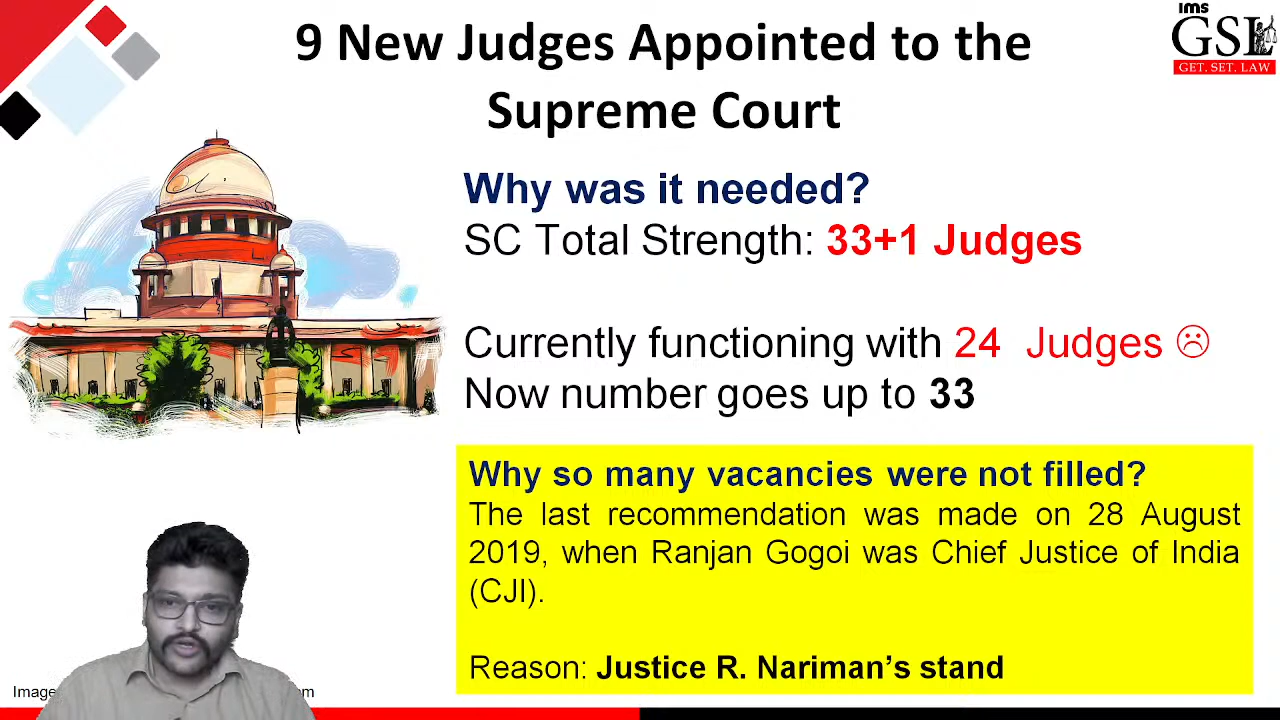 9 New Judges Appointed to the
Supreme Court
ims
GSL
GET. SET. LAW
Why was it needed?
SC Total Strength: 33+1 Judges
Currently functioning with 24 Judges ☹
Now number goes up to 33
Why so many vacancies were not filled?
The last recommendation was made on 28 August
2019, when Ranjan Gogoi was Chief Justice of India
(CJI).
Reason: Justice R. Nariman’s stand
Image